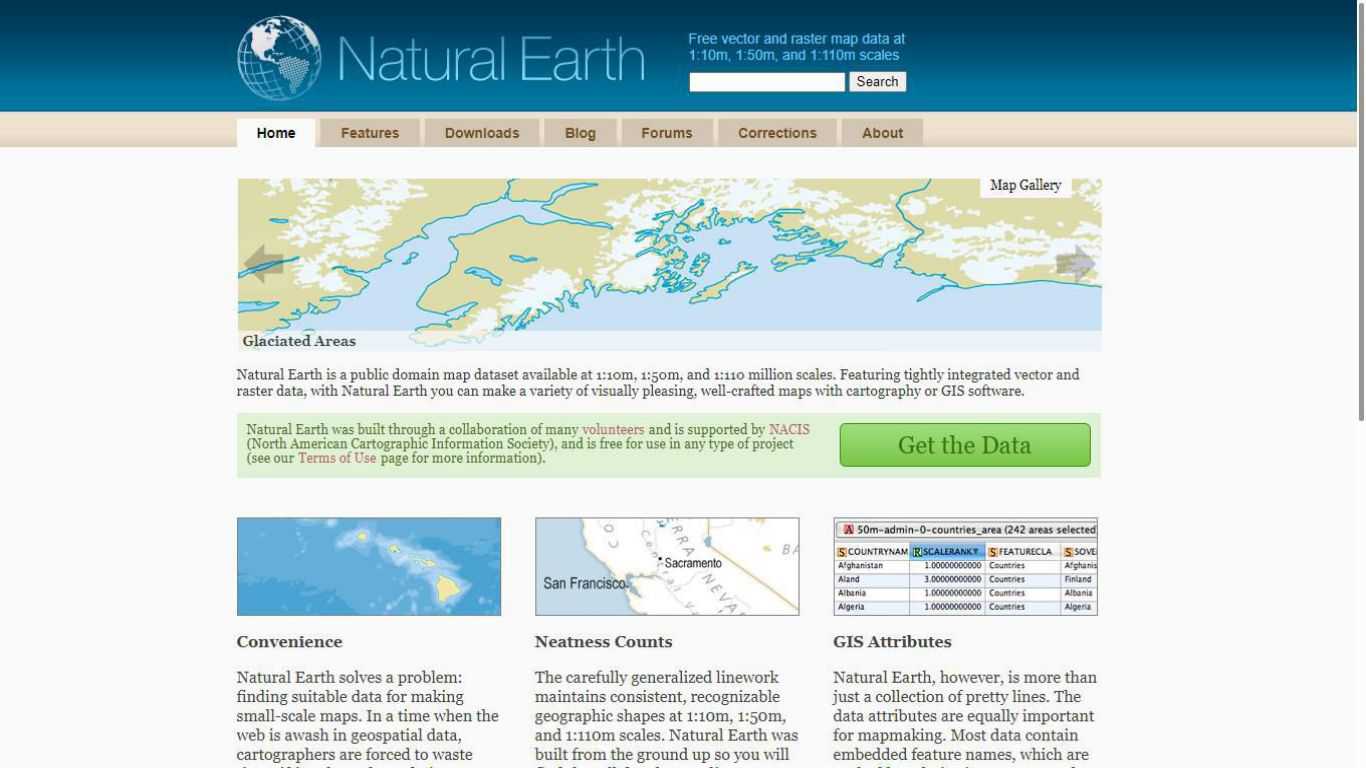 Natural Earth
Free vector and raster map data at
1:10m, 1:50m, and 1:110m scales
Search
Home
Features
Downloads
Blog
Forums
Corrections
About
Map Gallery
Glaciated Areas
Natural Earth is a public domain map dataset available at 1:10m, 1:50m, and 1:110 million scales. Featuring tightly integrated vector and
raster data, with Natural Earth you can make a variety of visually pleasing, well-crafted maps with cartography or GIS software.
Natural Earth was built through a collaboration of many volunteers and is supported by NACIS
(North American Cartographic Information Society), and is free for use in any type of project
(see our Terms of Use page for more information).
Get the Data
San Francisco
Sacramento
Central
NEVA
BA
A 50m-admin-0-countries_area (242 areas selected
S COUNTRYNAM R SCALERANK S FEATURECLA S SOVE
Afghanistan 1.00000000000 Countries Afghanis
Aland 3.00000000000 Countries Finland
Albania 1.00000000000 Countries Albania
Algeria 1.00000000000 Countries Algeria
Convenience
Natural Earth solves a problem:
finding suitable data for making
small-scale maps. In a time when the
web is awash in geospatial data,
cartographers are forced to waste
Neatness Counts
The carefully generalized linework
maintains consistent, recognizable
geographic shapes at 1:10m, 1:50m,
and 1:110m scales. Natural Earth was
built from the ground up so you will
GIS Attributes
Natural Earth, however, is more than
just a collection of pretty lines. The
data attributes are equally important
for mapmaking. Most data contain
embedded feature names, which are